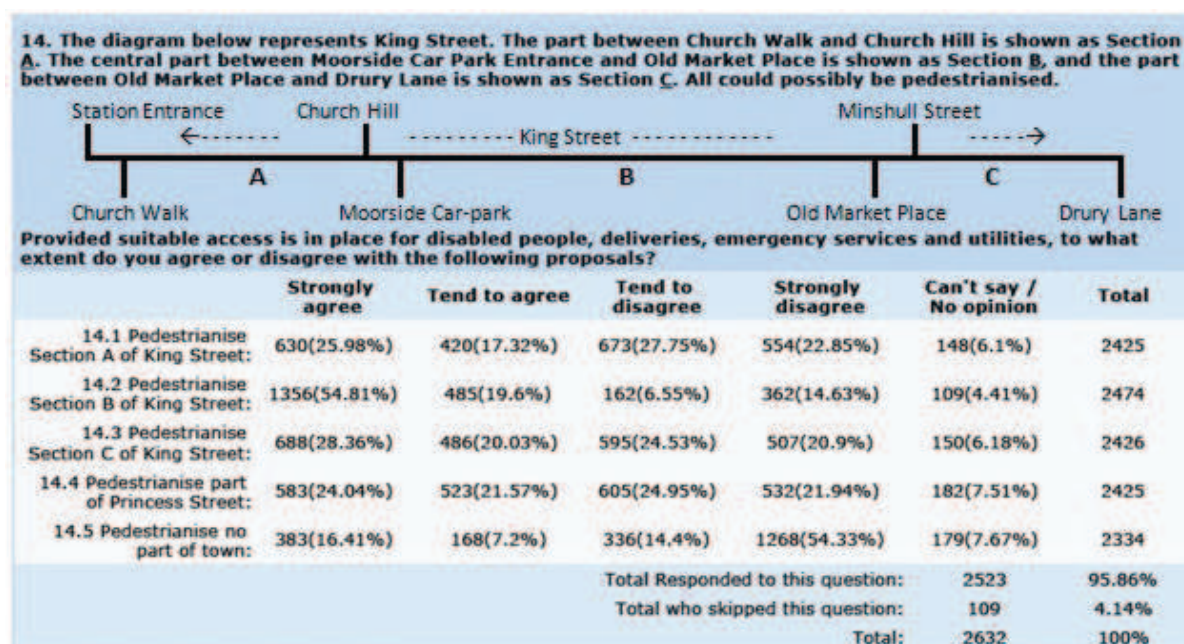 14. The diagram below represents King Street. The part between Church Walk and Church Hill is shown as Section
A. The central part between Moorside Car Park Entrance and Old Market Place is shown as Section B, and the part
between Old Market Place and Drury Lane is shown as Section C. All could possibly be pedestrianised.
Station Entrance Church Hill Minshull Street
<------- --------- King Street ------------- ----->
A B C
Church Walk Moorside Car-park Old Market Place Drury Lane
Provided suitable access is in place for disabled people, deliveries, emergency services and utilities, to what
extent do you agree or disagree with the following proposals?
Strongly agree Tend to agree Tend to disagree Strongly disagree Can't say / No opinion Total
14.1 Pedestrianise
Section A of King Street: 630(25.98%) 420(17.32%) 673(27.75%) 554(22.85%) 148(6.1%) 2425
14.2 Pedestrianise
Section B of King Street: 1356(54.81%) 485(19.6%) 162(6.55%) 362(14.63%) 109(4.41%) 2474
14.3 Pedestrianise
Section C of King Street: 688(28.36%) 486(20.03%) 595(24.53%) 507(20.9%) 150(6.18%) 2426
14.4 Pedestrianise part
of Princess Street: 583(24.04%) 523(21.57%) 605(24.95%) 532(21.94%) 182(7.51%) 2425
14.5 Pedestrianise no
part of town: 383(16.41%) 168(7.2%) 336(14.4%) 1268(54.33%) 179(7.67%) 2334
Total Responded to this question: 2523 95.86%
Total who skipped this question: 109 4.14%
Total: 2632 100%